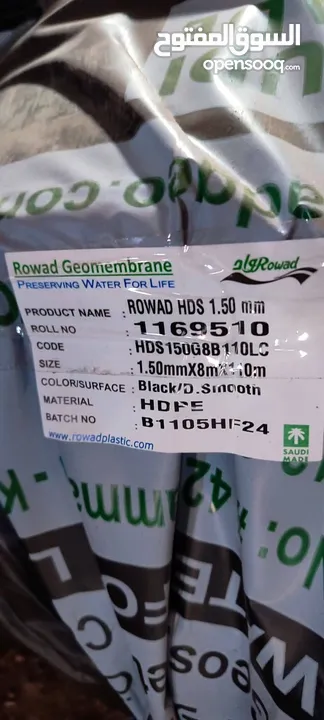 السوق المفتوح
opensooq.com
Rowad Geomembrane
PRESERVING WATER FOR LIFE
رواد Rowad
PRODUCT NAME : ROWAD HDS 1.50 mm
ROLL NO : 1169510
CODE : HDS150G8B110LC
SIZE : 1.50mmX8mX110m
COLOR/SURFACE : Black/D.Smooth
MATERIAL : HDPE
BATCH NO : B1105HF24
www.rowadplastic.com
SAUDI
MADE